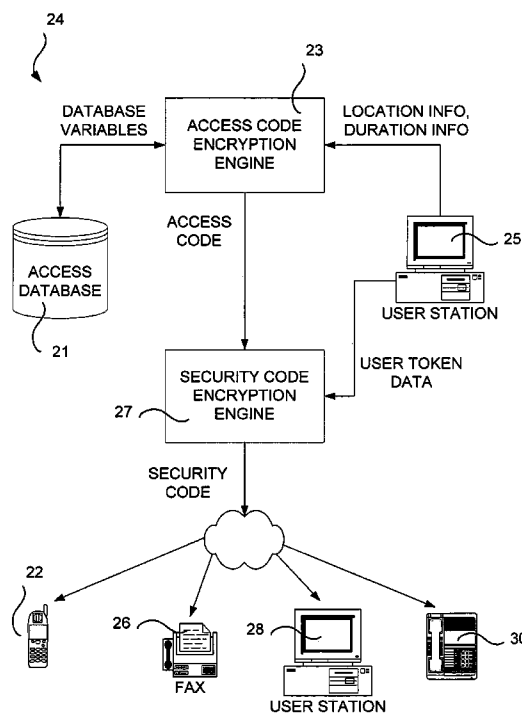 24
23
DATABASE
VARIABLES
ACCESS CODE
ENCRYPTION
ENGINE
LOCATION INFO,
DURATION INFO
ACCESS
CODE
ACCESS
DATABASE
21
25
USER STATION
SECURITY CODE
ENCRYPTION
ENGINE
27
USER TOKEN
DATA
SECURITY
CODE
22
26
FAX
28
USER STATION
30